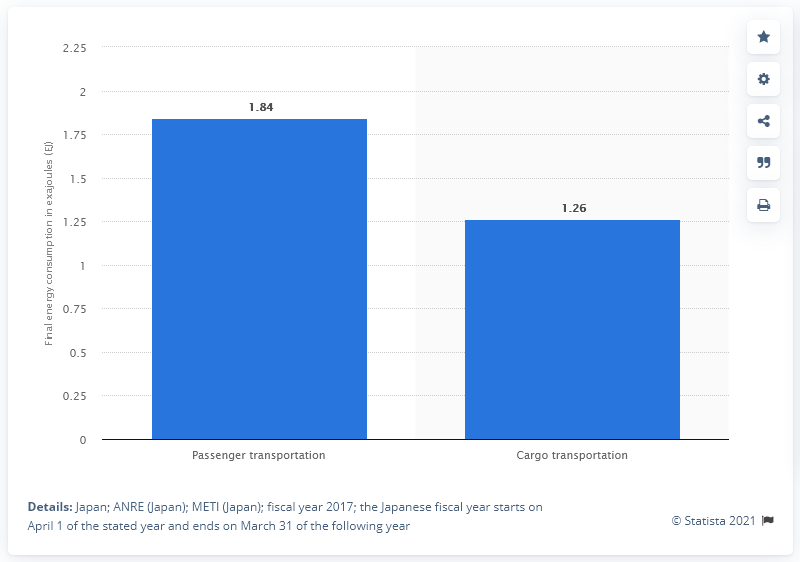 Final energy consumption in exajoules (EJ)
2.25
2
1.75
1.5
1.25
1
0.75
0.5
0.25
0
1.84
1.26
Passenger transportation
Cargo transportation
Details: Japan; ANRE (Japan); METI (Japan); fiscal year 2017; the Japanese fiscal year starts on
April 1 of the stated year and ends on March 31 of the following year
© Statista 2021